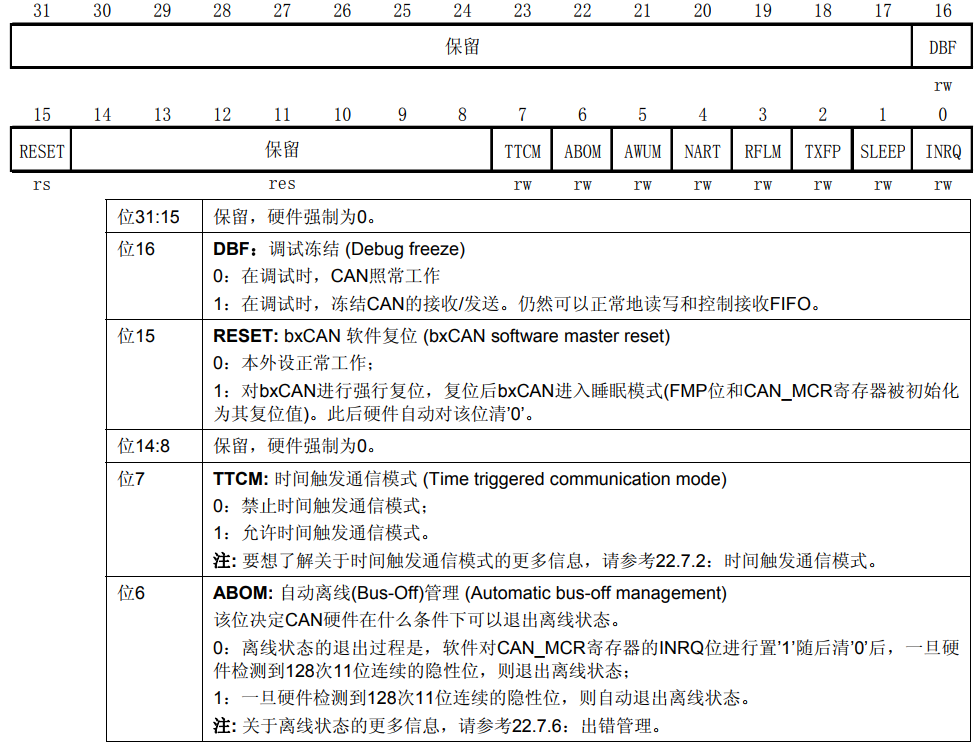 31 30 29 28 27 26 25 24 23 22 21 20 19 18 17 16
保留 DBF
rw
15 14 13 12 11 10 9 8 7 6 5 4 3 2 1 0
RESET 保留 TTCM ABOM AWUM NART RFLM TXFP SLEEP INRQ
rs res rw rw rw rw rw rw rw rw
位31:15 保留，硬件强制为0。
位16 DBF：调试冻结 (Debug freeze)
0：在调试时，CAN照常工作
1：在调试时，冻结CAN的接收/发送。仍然可以正常地读写和控制接收FIFO。
位15 RESET: bxCAN 软件复位 (bxCAN software master reset)
0：本外设正常工作；
1：对bxCAN进行强行复位，复位后bxCAN进入睡眠模式(FMP位和CAN_MCR寄存器被初始化
为其复位值)。此后硬件自动对该位清’0’。
位14:8 保留，硬件强制为0。
位7 TTCM: 时间触发通信模式 (Time triggered communication mode)
0：禁止时间触发通信模式；
1：允许时间触发通信模式。
注: 要想了解关于时间触发通信模式的更多信息，请参考22.7.2：时间触发通信模式。
位6 ABOM: 自动离线(Bus-Off)管理 (Automatic bus-off management)
该位决定CAN硬件在什么条件下可以退出离线状态。
0：离线状态的退出过程是，软件对CAN_MCR寄存器的INRQ位进行置’1’随后清’0’后，一旦硬
件检测到128次11位连续的隐性位，则退出离线状态；
1：一旦硬件检测到128次11位连续的隐性位，则自动退出离线状态。
注: 关于离线状态的更多信息，请参考22.7.6：出错管理。